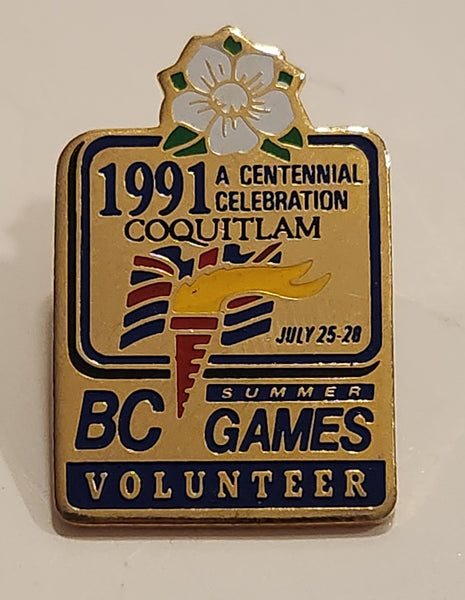 1991 A CENTENNIAL
CELEBRATION
COQUITLAM
JULY 25-28
BC SUMMER
GAMES
VOLUNTEER